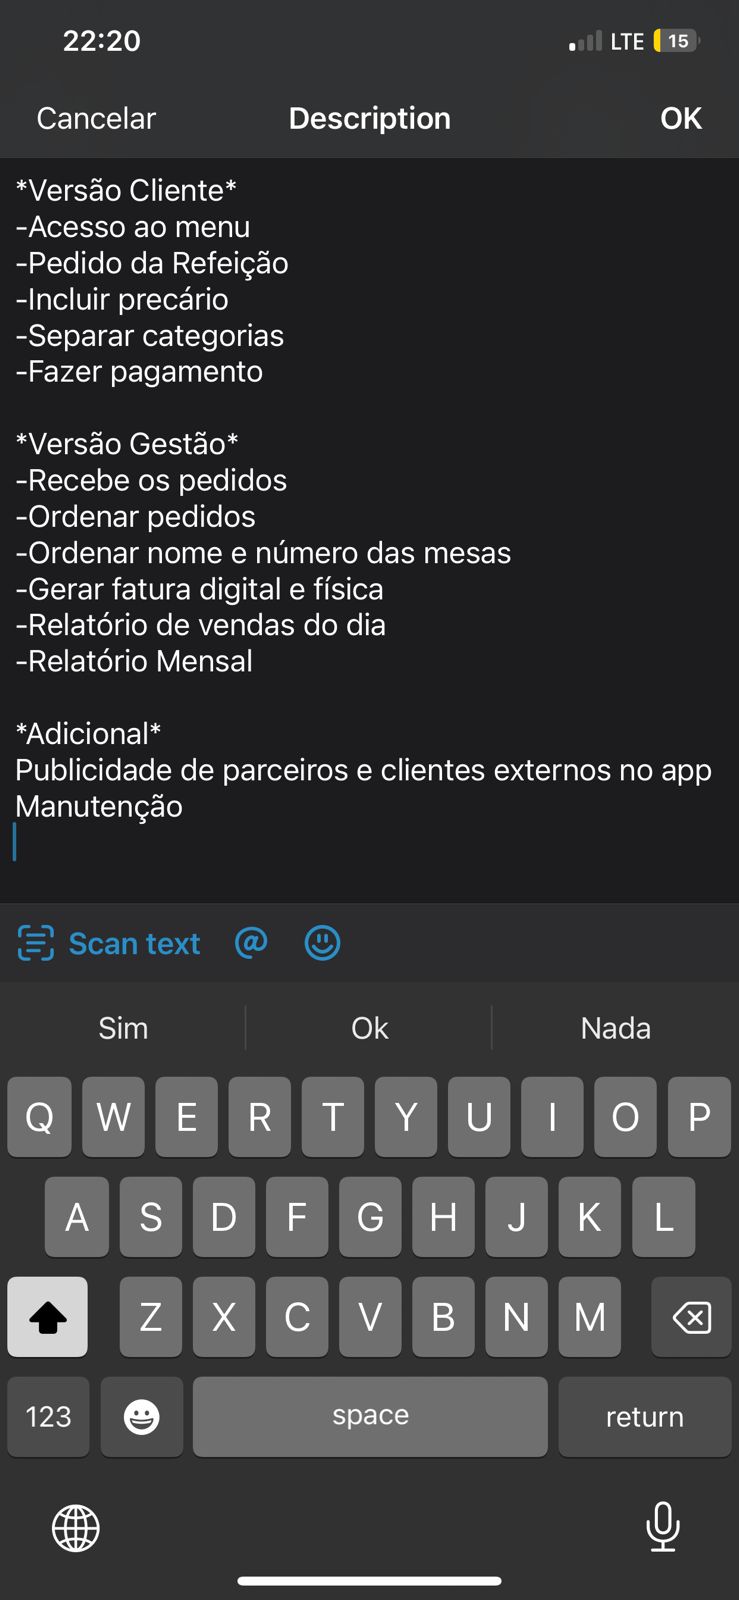 22:20
LTE
15
Cancelar
Description
OK
*Versão Cliente*
-Acesso ao menu
-Pedido da Refeição
-Incluir precário
-Separar categorias
-Fazer pagamento
*Versão Gestão*
-Recebe os pedidos
-Ordenar pedidos
-Ordenar nome e número das mesas
-Gerar fatura digital e física
-Relatório de vendas do dia
-Relatório Mensal
*Adicional*
Publicidade de parceiros e clientes externos no app
Manutenção
Scan text
@
Sim
Ok
Nada
Q W E R T Y U I O P
A S D F G H J K L
Z X C V B N M
123
space
return